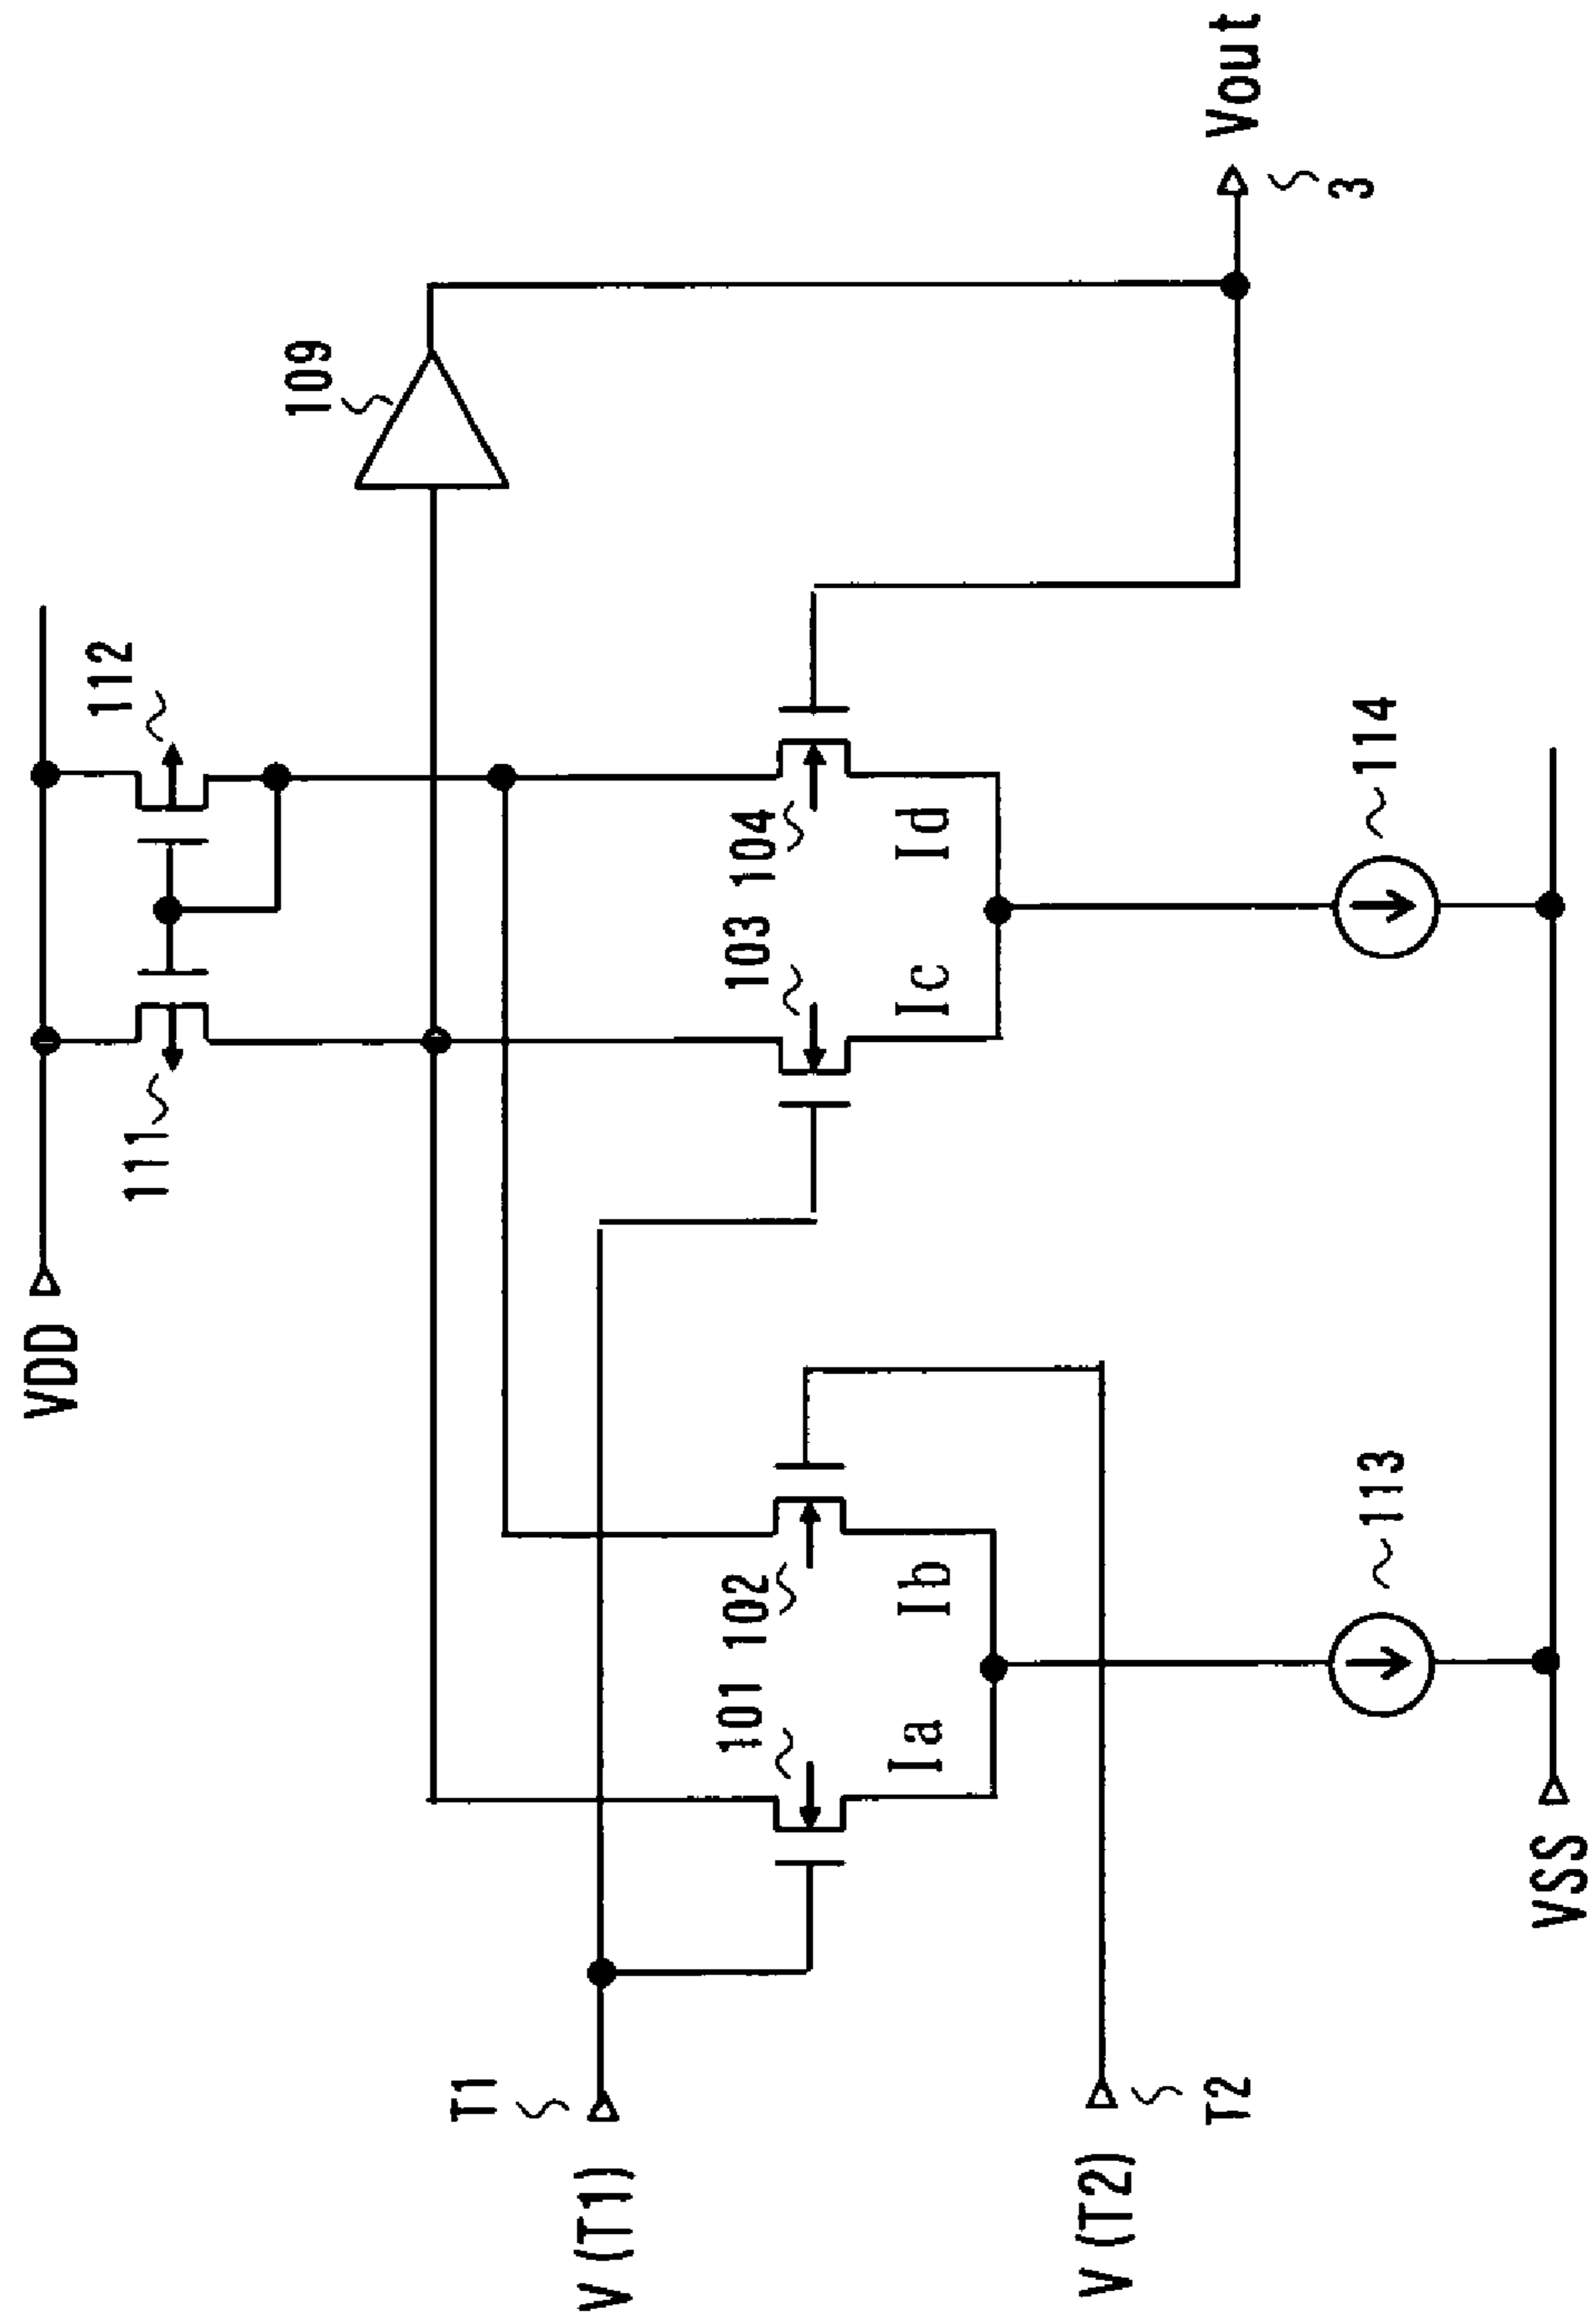 VDD
111
112
109
T1
V (T1)
101
102
103
104
Ia
Ib
Ic
Id
V (T2)
T2
113
114
Vout
3
VSS